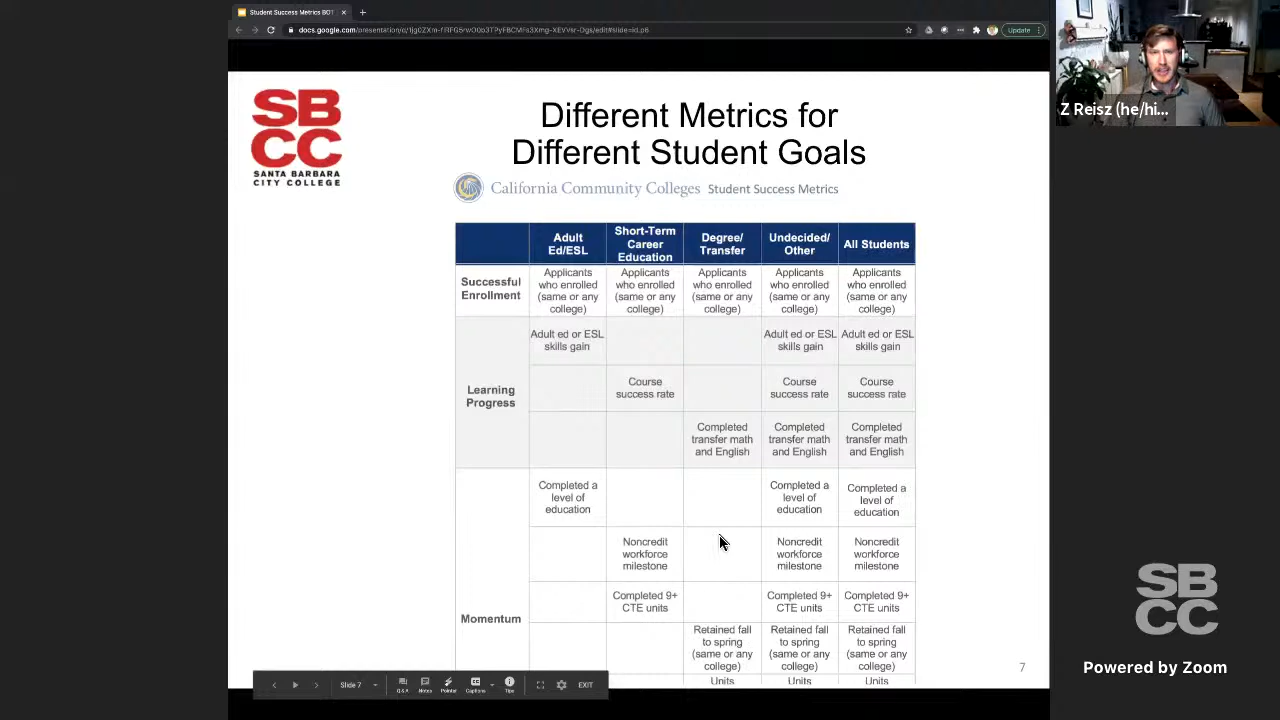 Student Success Metrics BOT
Update
SB
CC
SANTA BARBARA
CITY COLLEGE
Different Metrics for
Different Student Goals
California Community Colleges Student Success Metrics
Adult Ed/ESL
Short-Term Career Education
Degree/ Transfer
Undecided/ Other
All Students
Successful Enrollment
Applicants who enrolled (same or any college)
Applicants who enrolled (same or any college)
Applicants who enrolled (same or any college)
Applicants who enrolled (same or any college)
Applicants who enrolled (same or any college)
Learning Progress
Adult ed or ESL skills gain
Adult ed or ESL skills gain
Adult ed or ESL skills gain
Course success rate
Course success rate
Course success rate
Completed transfer math and English
Completed transfer math and English
Completed transfer math and English
Momentum
Completed a level of education
Completed a level of education
Completed a level of education
Noncredit workforce milestone
Noncredit workforce milestone
Noncredit workforce milestone
Completed 9+ CTE units
Completed 9+ CTE units
Completed 9+ CTE units
Retained fall to spring (same or any college)
Retained fall to spring (same or any college)
Retained fall to spring (same or any college)
Units
Units
Units
7
Slide 7
Q&A
Notes
Pointer
Captions
Tips
EXIT
Z Reisz (he/hi...
SB
CC
Powered by Zoom